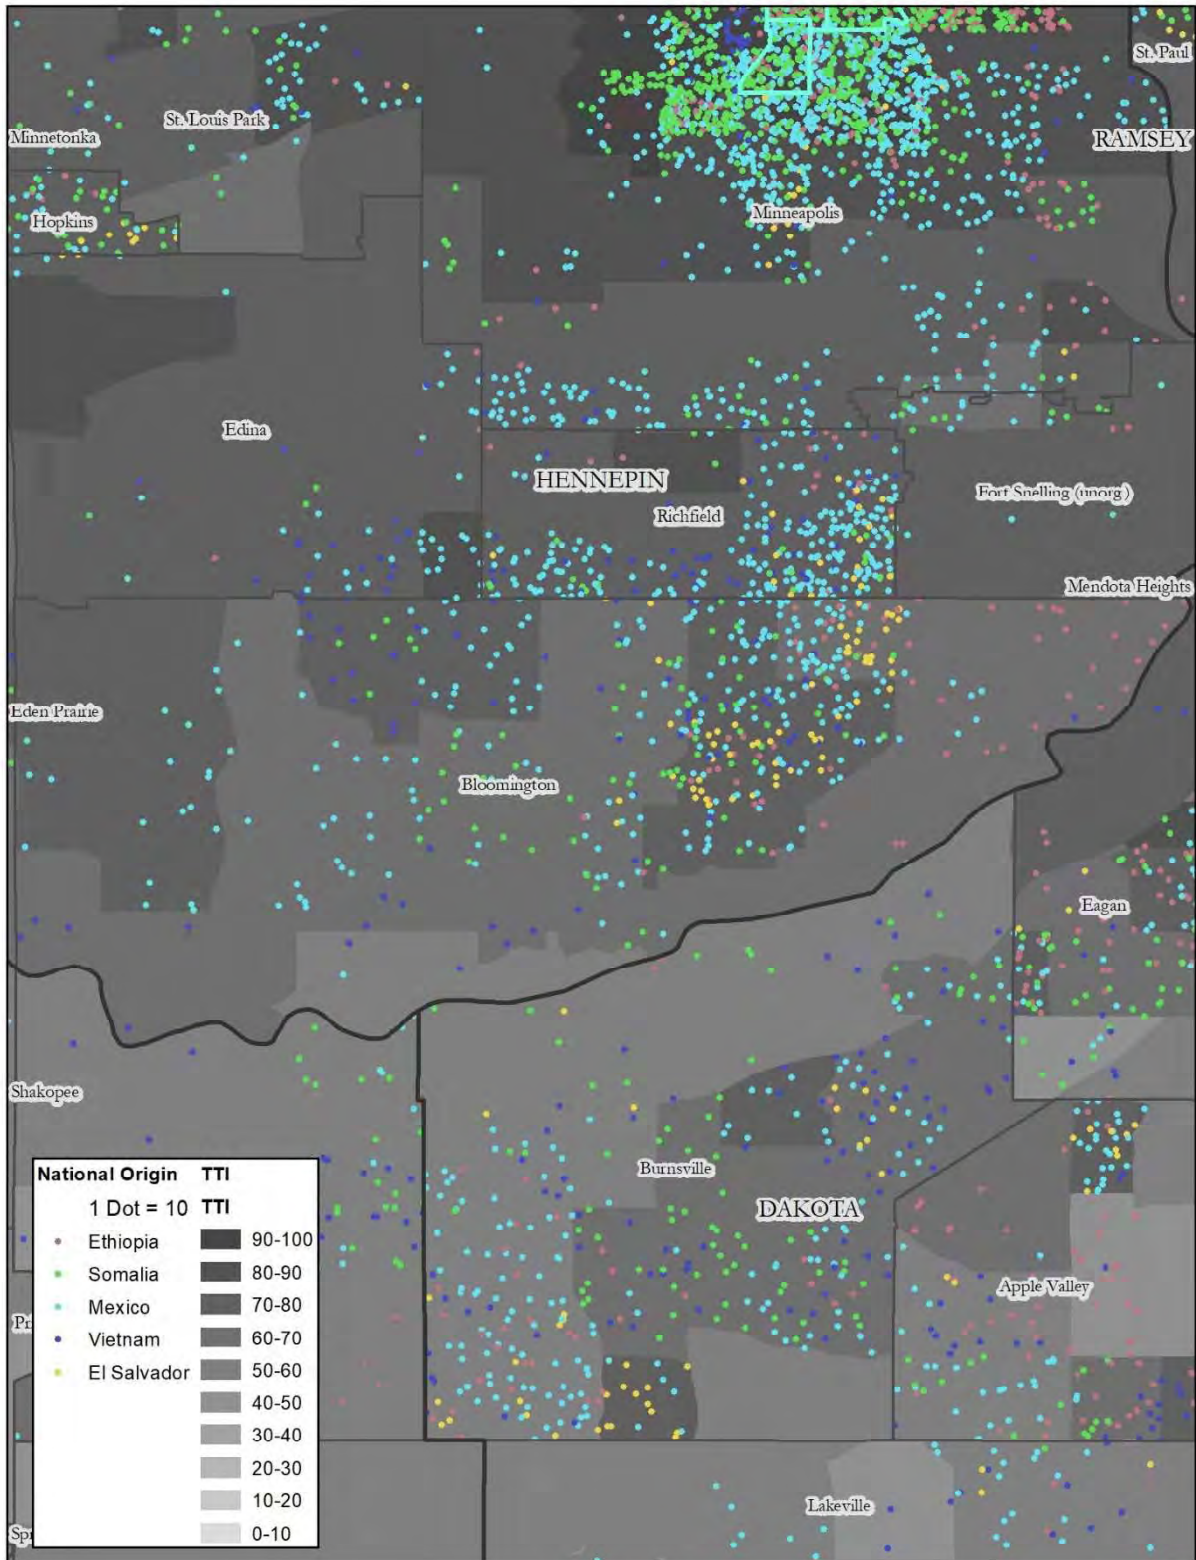 St. Paul
St. Louis Park
Minnetonka
RAMSEY
Hopkins
Minneapolis
Edina
HENNEPIN
Fort Snelling (unorg.)
Richfield
Mendota Heights
Eden Prairie
Bloomington
Eagan
Shakopee
Burnsville
DAKOTA
Apple Valley
Pri
Lakeville
Spr
National Origin TTI
1 Dot = 10 TTI
Ethiopia 90-100
Somalia 80-90
Mexico 70-80
Vietnam 60-70
El Salvador 50-60
40-50
30-40
20-30
10-20
0-10